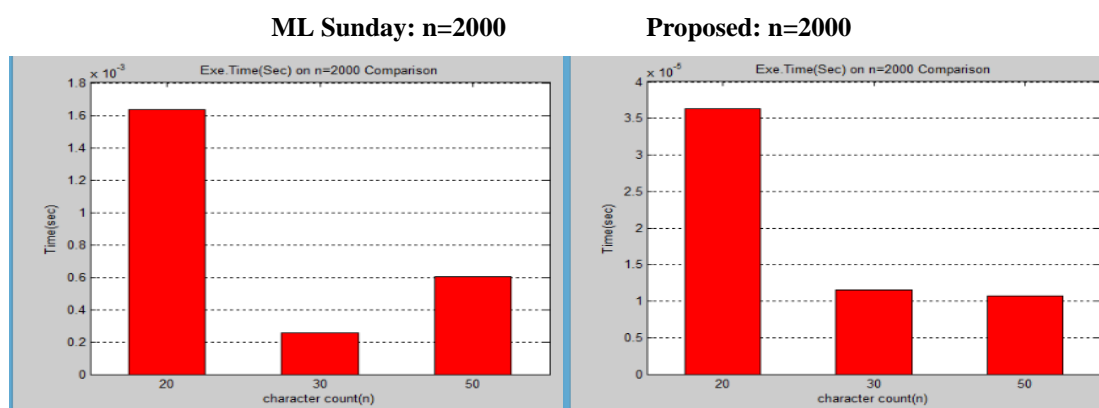 ML Sunday: n=2000 Proposed: n=2000
× 10⁻³ Exe.Time(Sec) on n=2000 Comparison
1.8
1.6
1.4
1.2
1
0.8
0.6
0.4
0.2
0
Time(sec)
20 30 50
character count(n)
× 10⁻⁵ Exe.Time(Sec) on n=2000 Comparison
4
3.5
3
2.5
2
1.5
1
0.5
0
Time(sec)
20 30 50
character count(n)